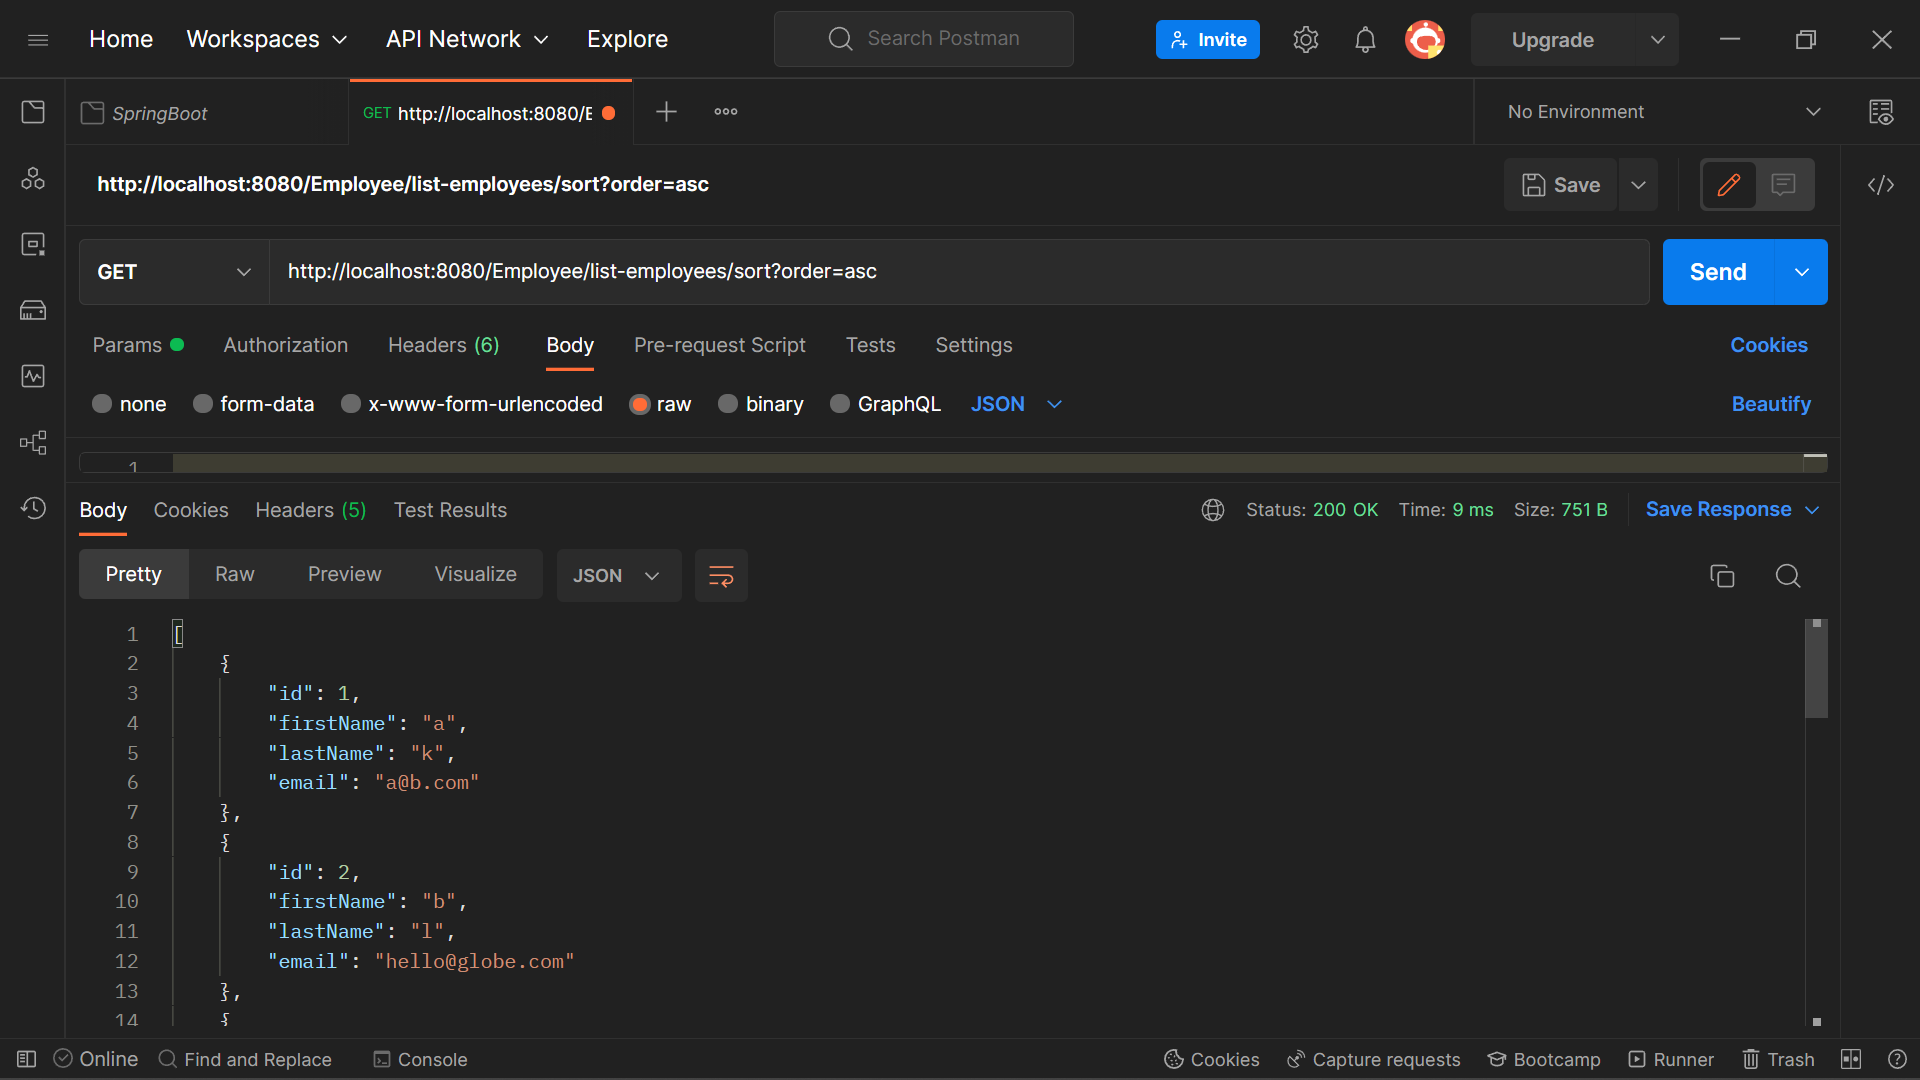 Home Workspaces API Network Explore Search Postman Invite Upgrade
SpringBoot GET http://localhost:8080/E No Environment
http://localhost:8080/Employee/list-employees/sort?order=asc Save
GET http://localhost:8080/Employee/list-employees/sort?order=asc Send
Params Authorization Headers (6) Body Pre-request Script Tests Settings Cookies
none form-data x-www-form-urlencoded raw binary GraphQL JSON Beautify
1
Body Cookies Headers (5) Test Results Status: 200 OK Time: 9 ms Size: 751 B Save Response
Pretty Raw Preview Visualize JSON
1 [
2 {
3 "id": 1,
4 "firstName": "a",
5 "lastName": "k",
6 "email": "a@b.com"
7 },
8 {
9 "id": 2,
10 "firstName": "b",
11 "lastName": "l",
12 "email": "hello@globe.com"
13 },
14 {
Online Find and Replace Console Cookies Capture requests Bootcamp Runner Trash